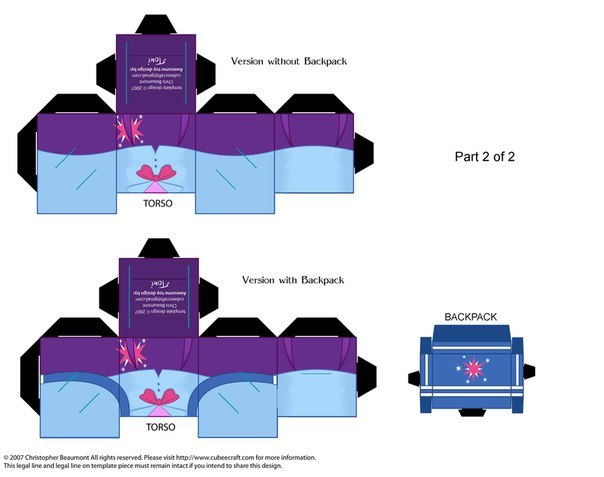 Version without Backpack
Awesome toy design by:
Chris Beaumont
cubeecraft@gmail.com
template design © 2007
Part 2 of 2
TORSO
Version with Backpack
Awesome toy design by:
Chris Beaumont
cubeecraft@gmail.com
template design © 2007
BACKPACK
TORSO
© 2007 Christopher Beaumont All rights reserved. Please visit http://www.cubeecraft.com for more information.
This legal line and legal line on template piece must remain intact if you intend to share this design.